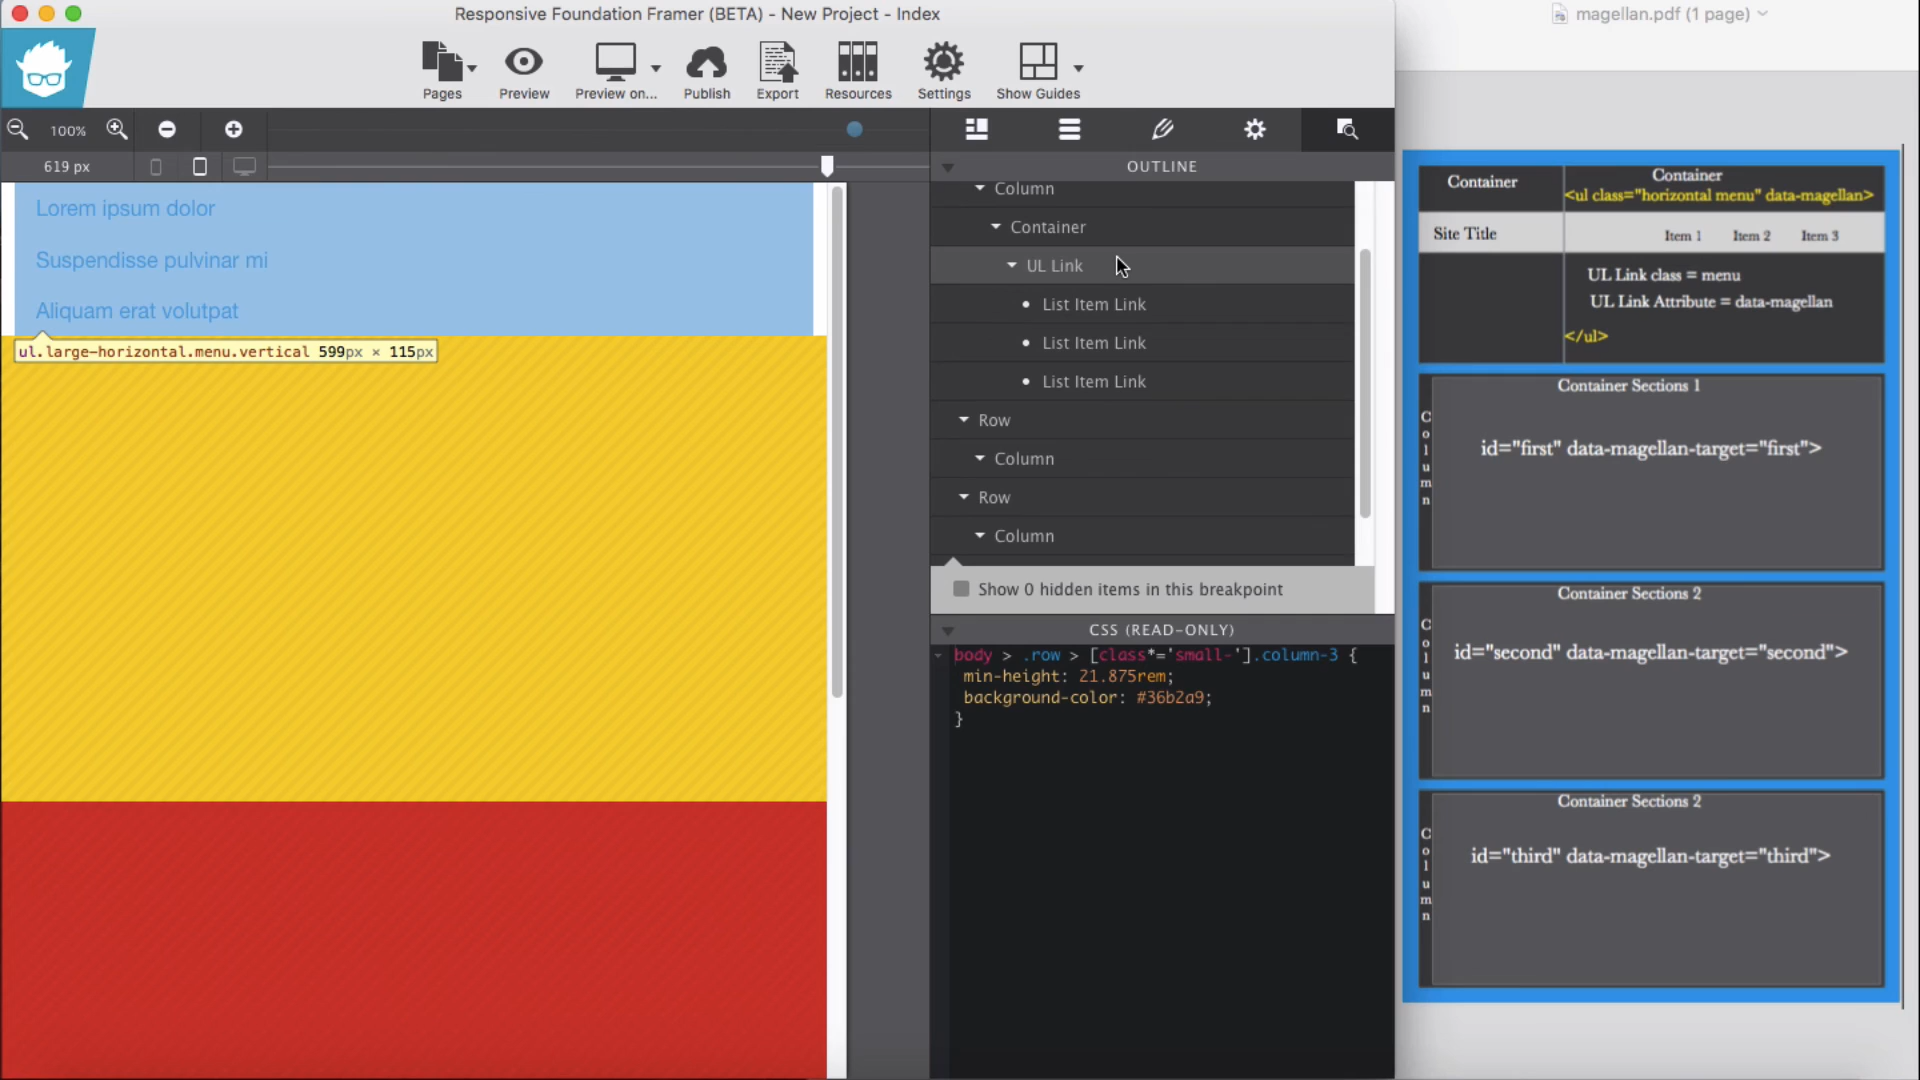 Responsive Foundation Framer (BETA) - New Project - Index
magellan.pdf (1 page)
Pages
Preview
Preview on...
Publish
Export
Resources
Settings
Show Guides
100%
619 px
OUTLINE
Lorem ipsum dolor
Suspendisse pulvinar mi
Aliquam erat volutpat
ul.large-horizontal.menu.vertical 599px × 115px
Column
Container
UL Link
List Item Link
List Item Link
List Item Link
Row
Column
Row
Column
Show 0 hidden items in this breakpoint
CSS (READ-ONLY)
body > .row > [class*='small-'].column-3 {
min-height: 21.875rem;
background-color: #36b2a9;
}
Container
Container
<ul class="horizontal menu" data-magellan>
Site Title
Item 1
Item 2
Item 3
UL Link class = menu
UL Link Attribute = data-magellan
</ul>
Container Sections 1
Column
id="first" data-magellan-target="first">
Container Sections 2
Column
id="second" data-magellan-target="second">
Container Sections 2
Column
id="third" data-magellan-target="third">